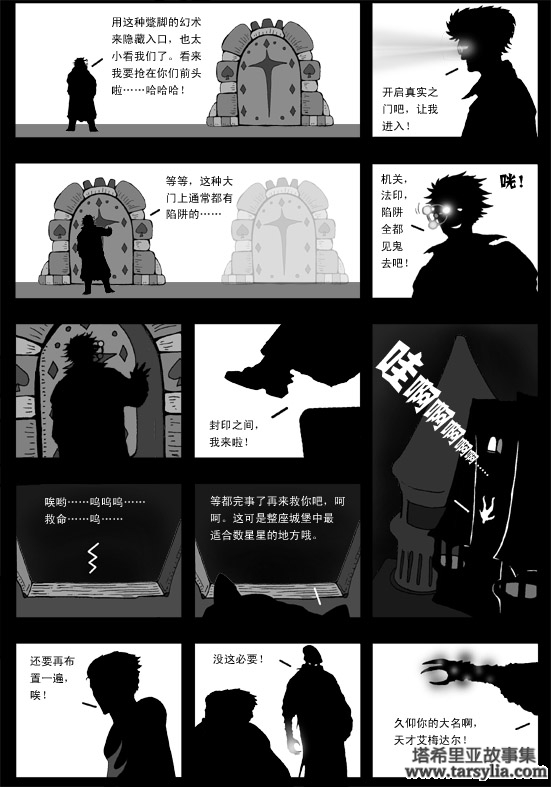 用这种蹩脚的幻术
来隐藏入口，也太
小看我们了。看来
我要抢在你们前头
啦……哈哈哈！
开启真实之
门吧，让我
进入！
等等，这种大
门上通常都有
陷阱的……
机关，
法印，
陷阱
全都
见鬼
去吧！
咣！
封印之间，
我来啦！
哇啊啊啊啊啊……
唉哟……呜呜呜……
救命……呜……
等都完事了再来救你吧，呵
呵。这可是整座城堡中最
适合数星星的地方哦。
还要再布
置一遍，
唉！
没这必要！
久仰你的大名啊，
天才艾梅达尔！
塔希里亚故事集
www.tarsylia.com